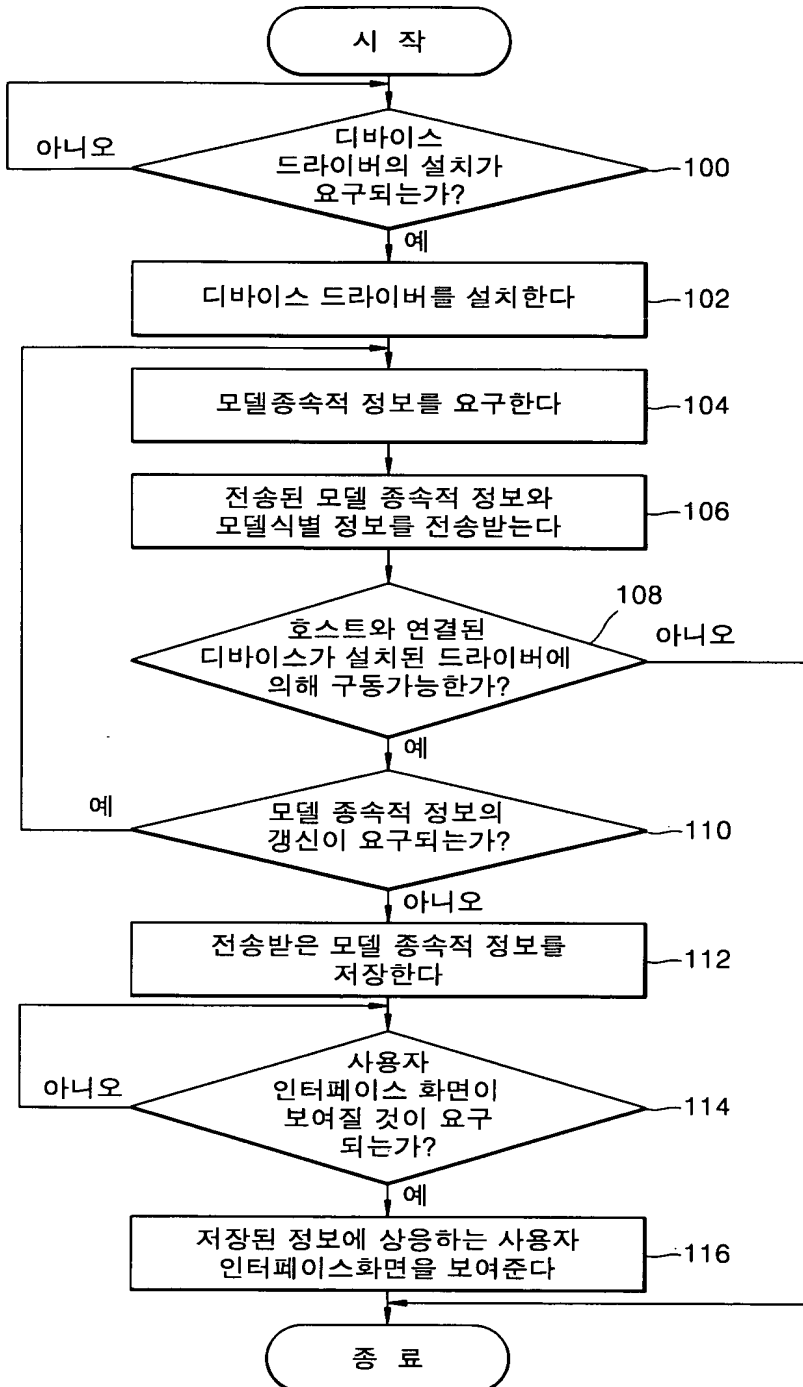 시 작
디바이스
드라이버의 설치가
요구되는가?
아니오
100
예
디바이스 드라이버를 설치한다
102
모델종속적 정보를 요구한다
104
전송된 모델 종속적 정보와
모델식별 정보를 전송받는다
106
108
호스트와 연결된
디바이스가 설치된 드라이버에
의해 구동가능한가?
아니오
예
모델 종속적 정보의
갱신이 요구되는가?
예
110
아니오
전송받은 모델 종속적 정보를
저장한다
112
사용자
인터페이스 화면이
보여질 것이 요구
되는가?
아니오
114
예
저장된 정보에 상응하는 사용자
인터페이스화면을 보여준다
116
종 료